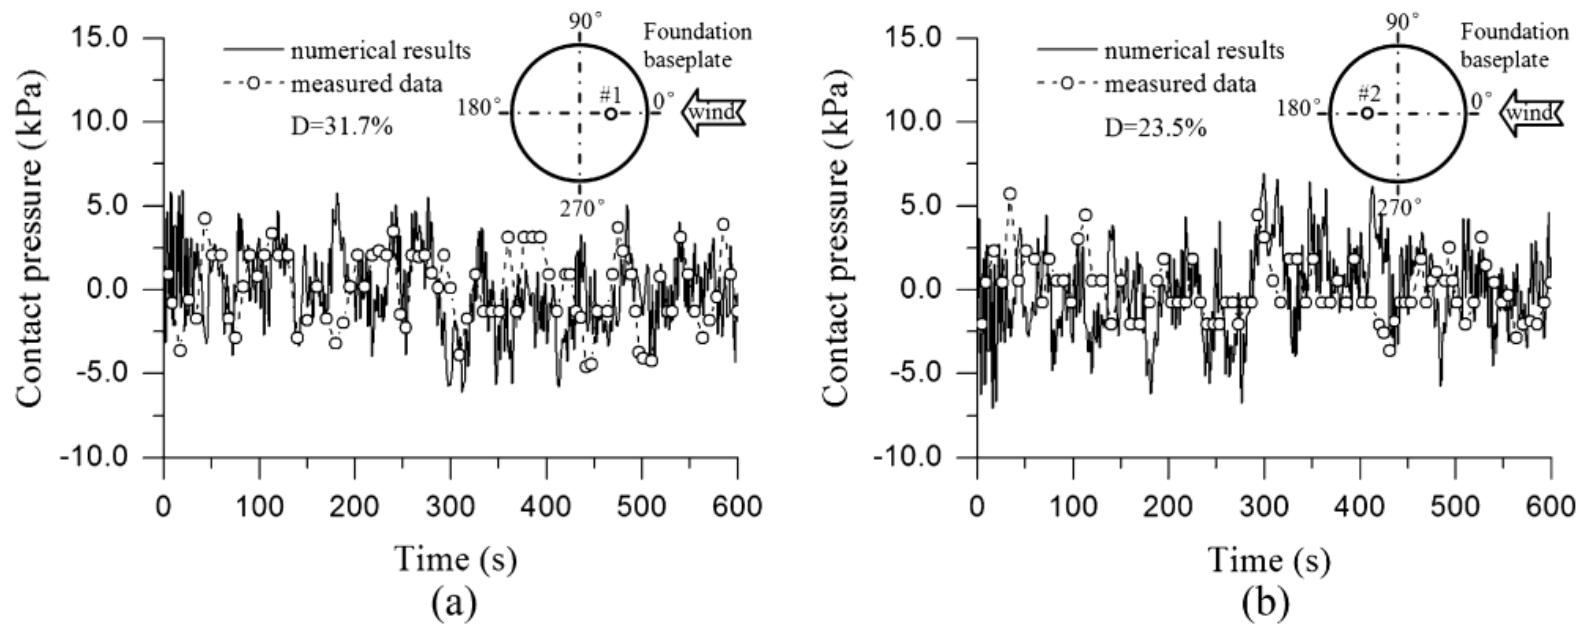 15.0
10.0
5.0
0.0
-5.0
-10.0
Contact pressure (kPa)
numerical results
measured data
D=31.7%
90°
180°
0°
270°
#1
Foundation
baseplate
wind
0 100 200 300 400 500 600
Time (s)
(a)
15.0
10.0
5.0
0.0
-5.0
-10.0
Contact pressure (kPa)
numerical results
measured data
D=23.5%
90°
180°
0°
270°
#2
Foundation
baseplate
wind
0 100 200 300 400 500 600
Time (s)
(b)